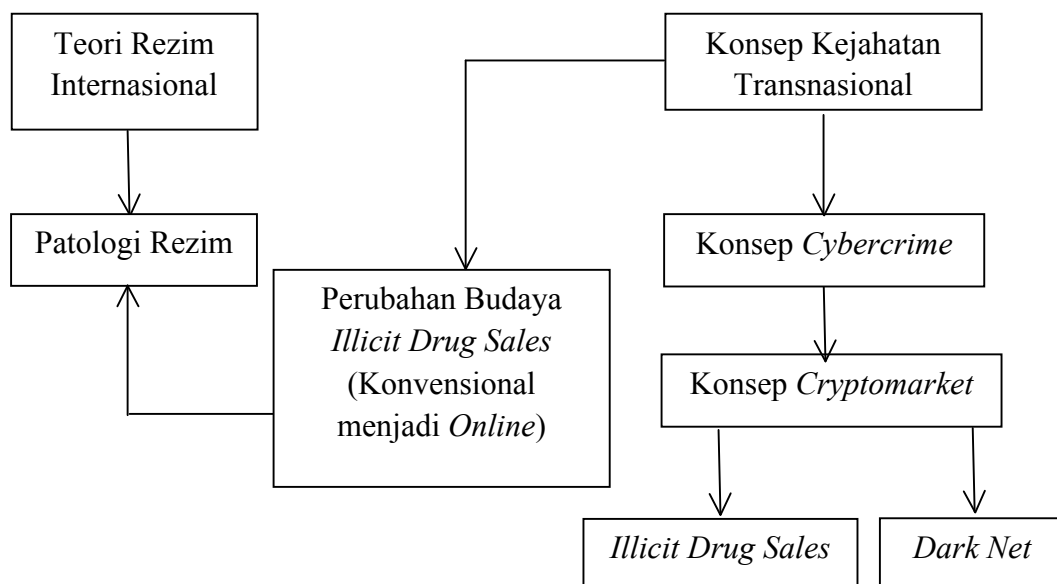 Teori Rezim
Internasional
Konsep Kejahatan
Transnasional
Patologi Rezim
Konsep Cybercrime
Perubahan Budaya
Illicit Drug Sales
(Konvensional
menjadi Online)
Konsep Cryptomarket
Illicit Drug Sales
Dark Net